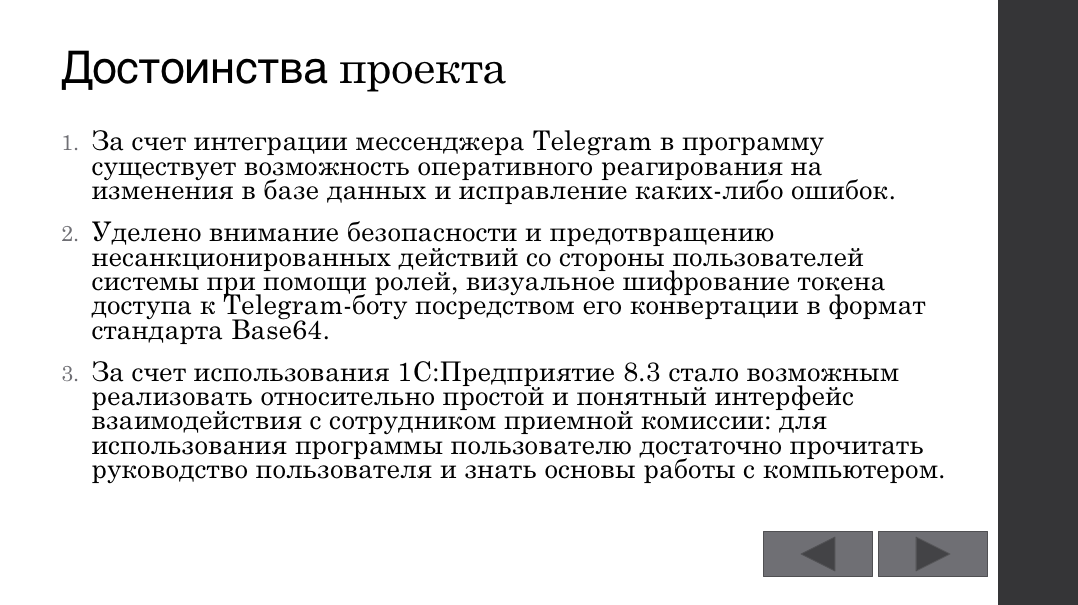 Достоинства проекта
1. За счет интеграции мессенджера Telegram в программу
существует возможность оперативного реагирования на
изменения в базе данных и исправление каких-либо ошибок.
2. Уделено внимание безопасности и предотвращению
несанкционированных действий со стороны пользователей
системы при помощи ролей, визуальное шифрование токена
доступа к Telegram-боту посредством его конвертации в формат
стандарта Base64.
3. За счет использования 1С:Предприятие 8.3 стало возможным
реализовать относительно простой и понятный интерфейс
взаимодействия с сотрудником приемной комиссии: для
использования программы пользователю достаточно прочитать
руководство пользователя и знать основы работы с компьютером.